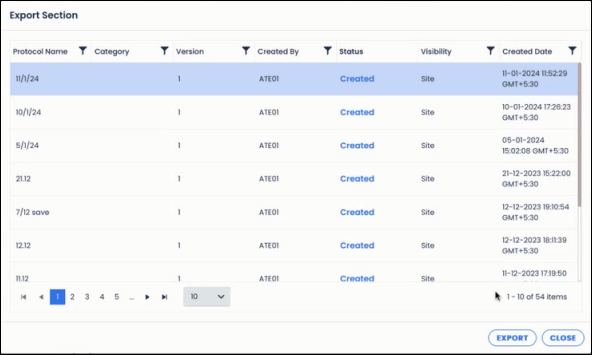 Export Section
Protocol Name Category Version Created By Status Visibility Created Date
11/1/24 1 ATE01 Created Site 11-01-2024 11:52:29 GMT+5:30
10/1/24 1 ATE01 Created Site 10-01-2024 17:26:23 GMT+5:30
5/1/24 1 ATE01 Created Site 05-01-2024 15:02:08 GMT+5:30
21.12 1 ATE01 Created Site 21-12-2023 15:22:00 GMT+5:30
7/12 save 1 ATE01 Created Site 12-12-2023 19:10:54 GMT+5:30
12.12 1 ATE01 Created Site 12-12-2023 18:11:39 GMT+5:30
11.12 1 ATE01 Created Site 11-12-2023 17:19:50
1 2 3 4 5 ... 10 1 - 10 of 54 items
EXPORT CLOSE